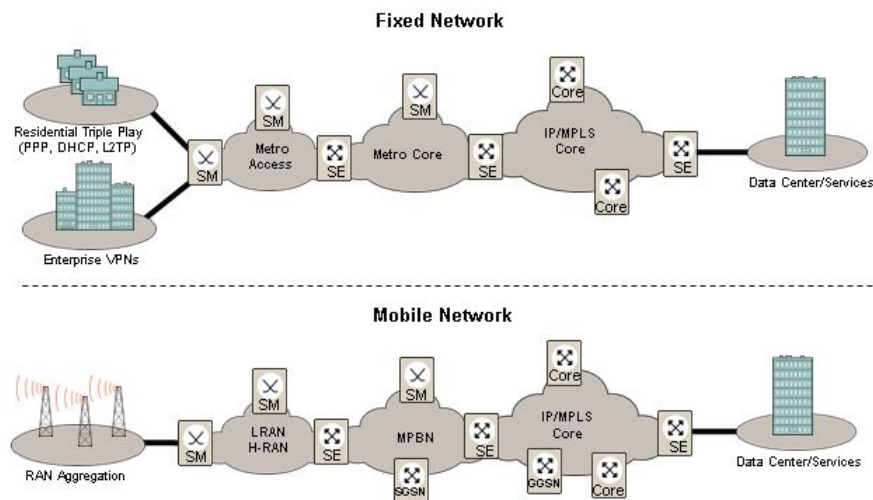 Fixed Network
Residential Triple Play
(PPP, DHCP, L2TP)
Enterprise VPNs
SM
SM
Metro
Access
SE
SM
Metro Core
SE
Core
IP/MPLS
Core
Core
SE
Data Center/Services
Mobile Network
RAN Aggregation
SM
SM
LRAN
H-RAN
SE
SM
MPBN
SGSN
SE
Core
IP/MPLS
Core
GGSN
Core
SE
Data Center/Services